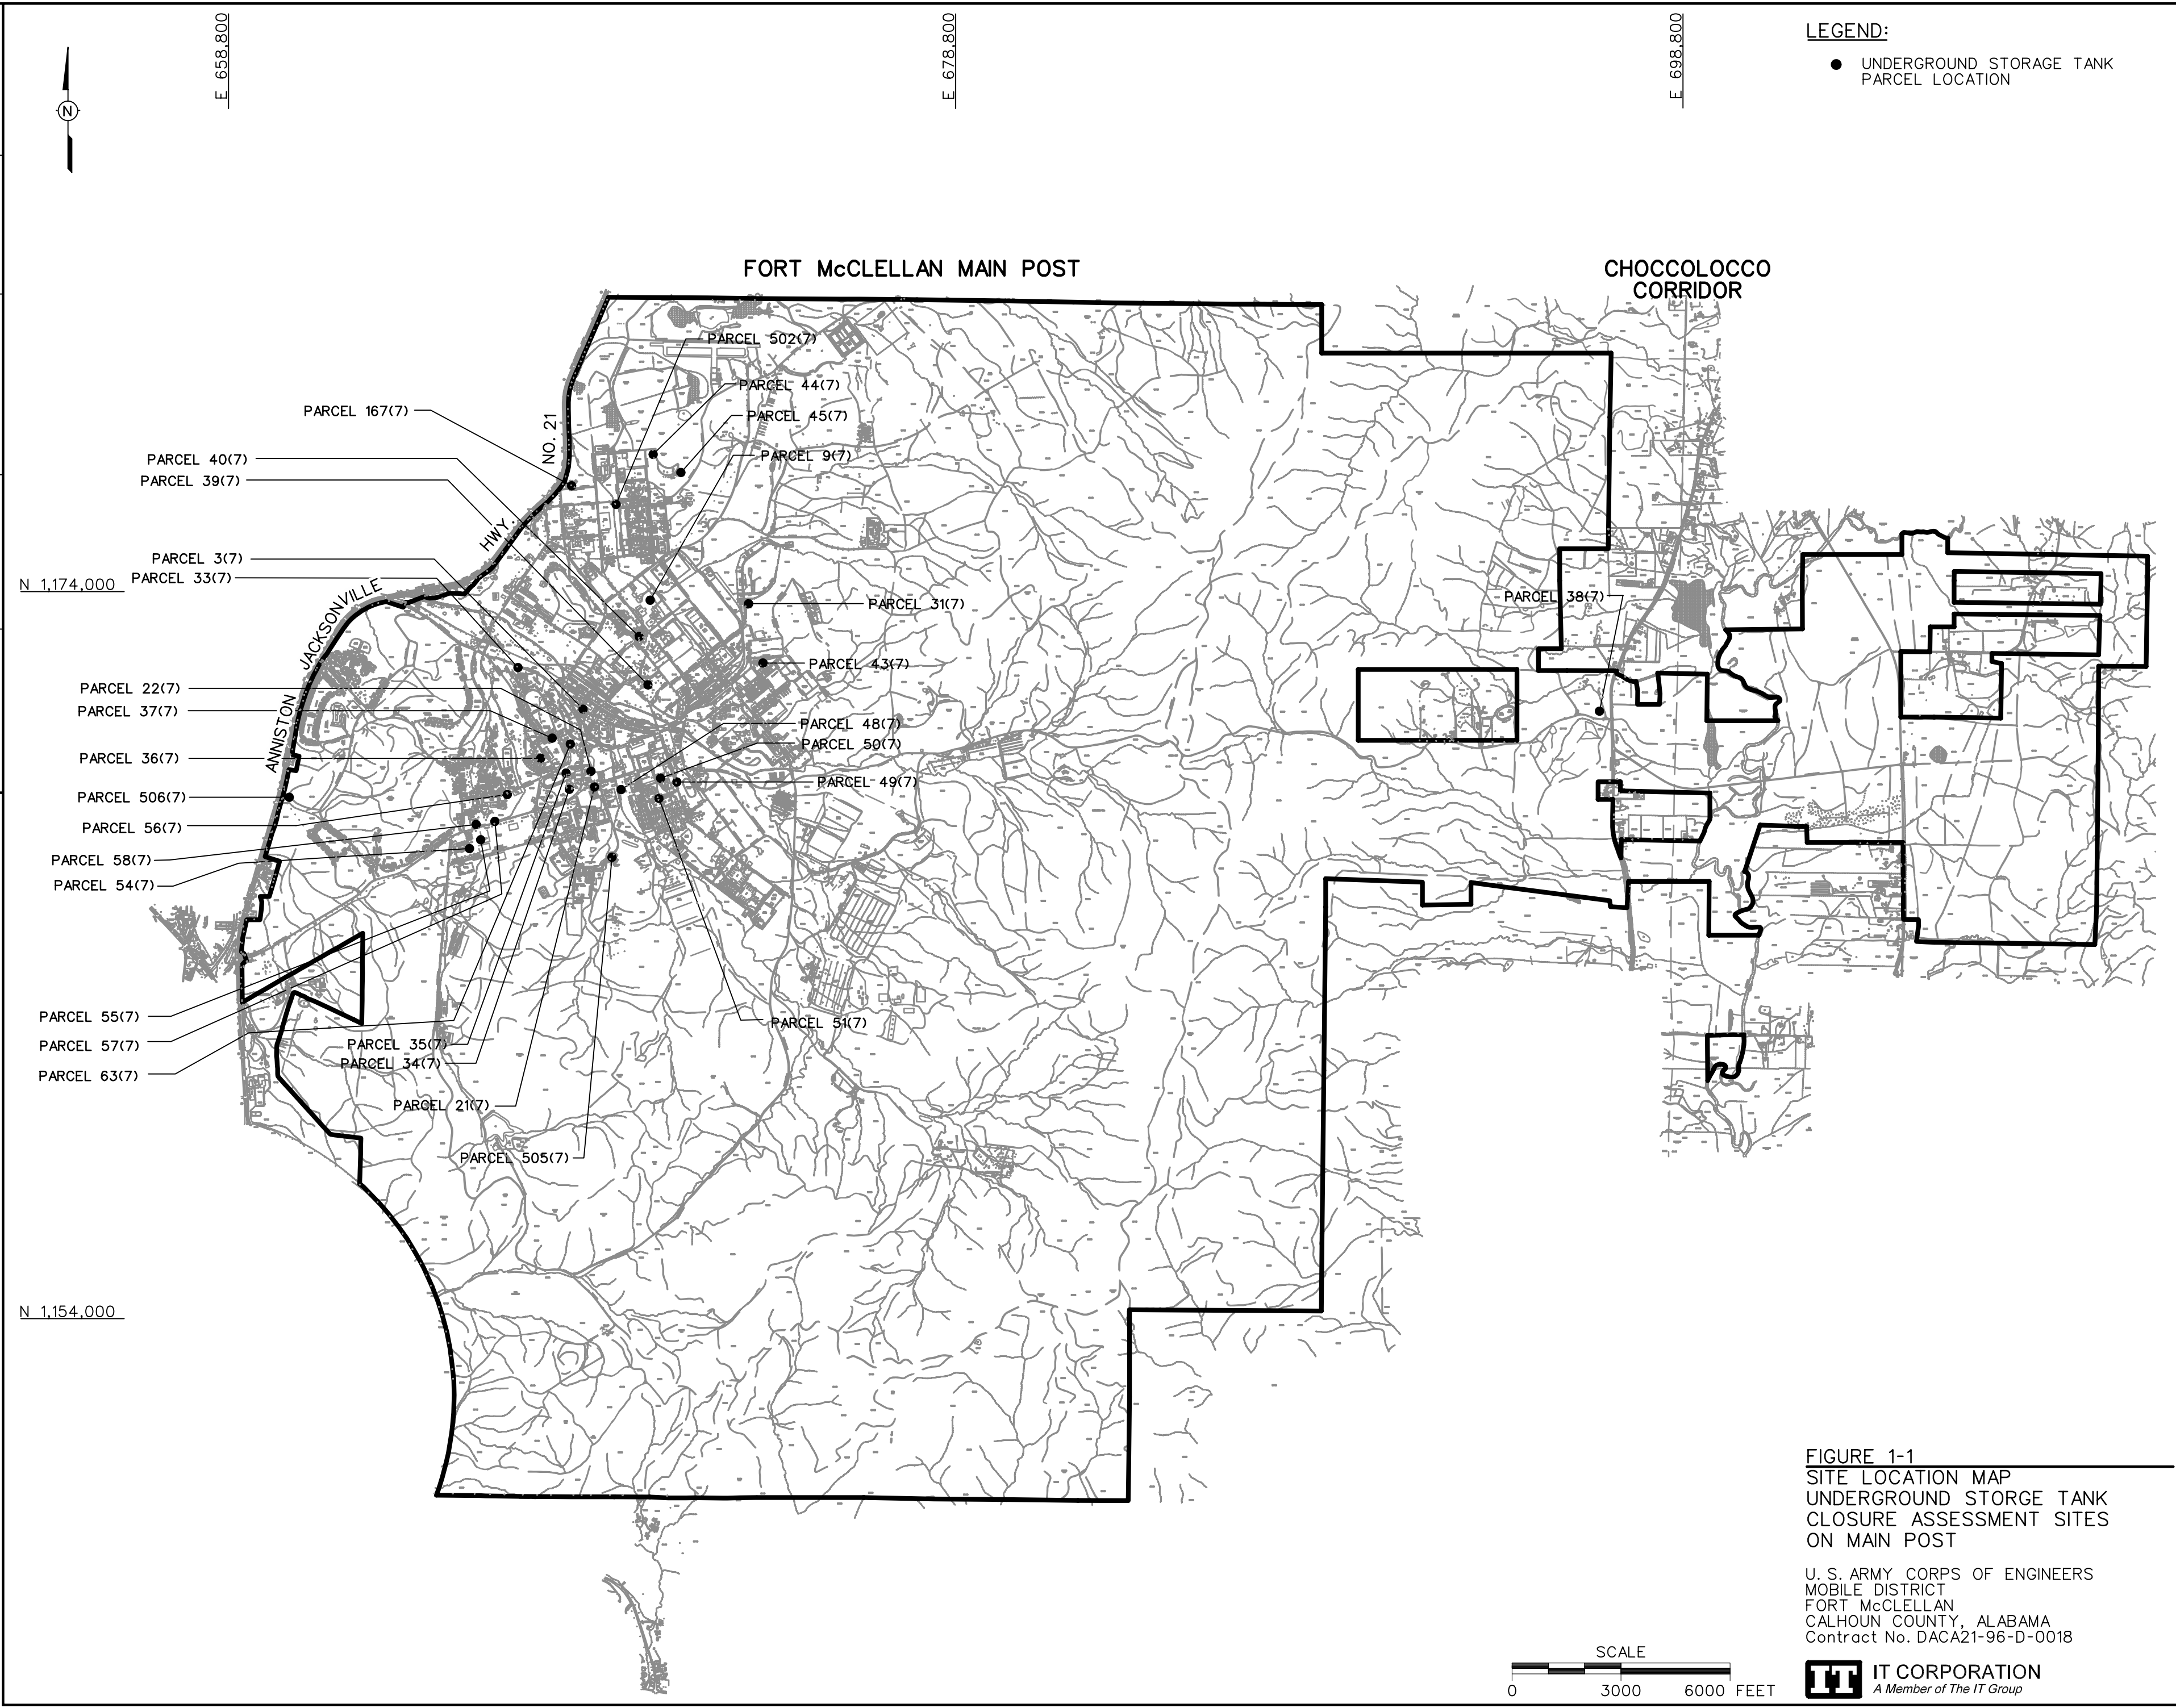 E 658,800
E 678,800
E 698,800
LEGEND:
UNDERGROUND STORAGE TANK
PARCEL LOCATION
N
FORT McCLELLAN MAIN POST
CHOCCOLOCCO
CORRIDOR
PARCEL 502(7)
PARCEL 44(7)
PARCEL 167(7)
PARCEL 45(7)
NO. 21
PARCEL 40(7)
PARCEL 9(7)
PARCEL 39(7)
HWY.
PARCEL 3(7)
PARCEL 33(7)
N 1,174,000
JACKSONVILLE
PARCEL 31(7)
PARCEL 38(7)
PARCEL 43(7)
PARCEL 22(7)
PARCEL 37(7)
ANNISTON
PARCEL 48(7)
PARCEL 50(7)
PARCEL 36(7)
PARCEL 49(7)
PARCEL 506(7)
PARCEL 56(7)
PARCEL 58(7)
PARCEL 54(7)
PARCEL 55(7)
PARCEL 51(7)
PARCEL 57(7)
PARCEL 35(7)
PARCEL 34(7)
PARCEL 63(7)
PARCEL 21(7)
PARCEL 505(7)
N 1,154,000
FIGURE 1-1
SITE LOCATION MAP
UNDERGROUND STORGE TANK
CLOSURE ASSESSMENT SITES
ON MAIN POST
U. S. ARMY CORPS OF ENGINEERS
MOBILE DISTRICT
FORT McCLELLAN
CALHOUN COUNTY, ALABAMA
Contract No. DACA21-96-D-0018
SCALE
0 3000 6000 FEET
IT IT CORPORATION
A Member of The IT Group